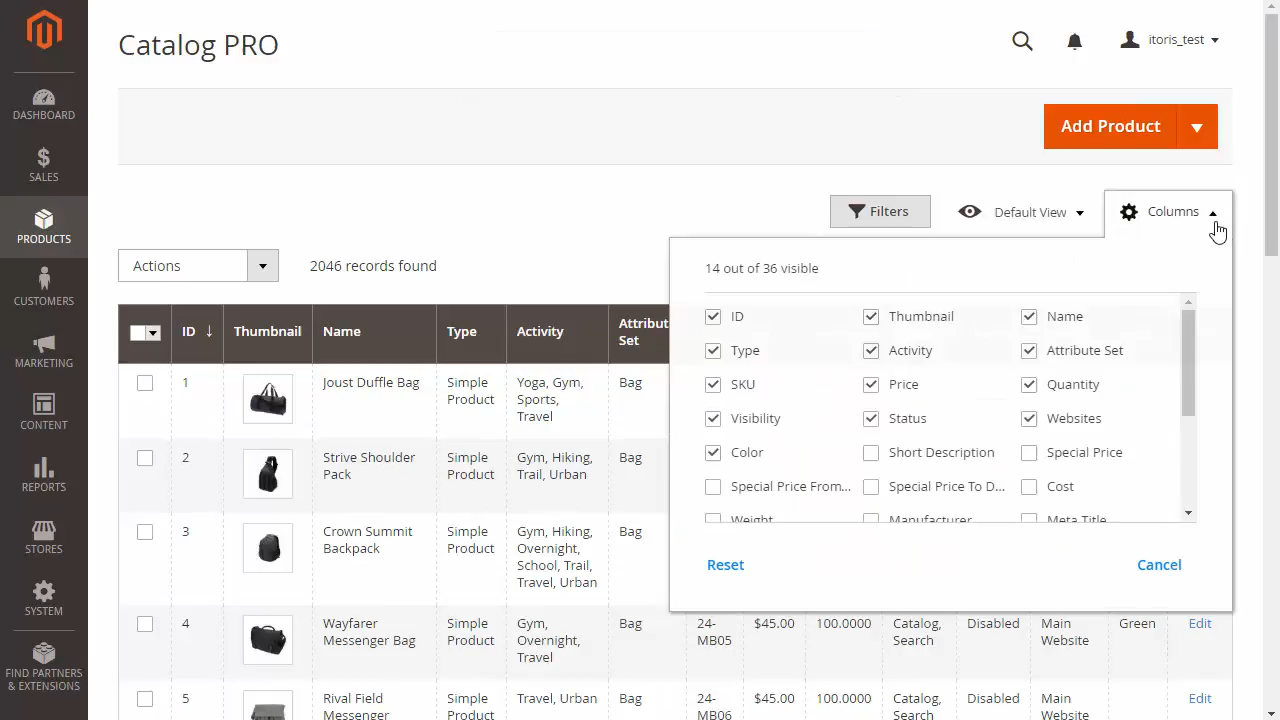 Catalog PRO
itoris_test
Add Product
DASHBOARD
SALES
PRODUCTS
CUSTOMERS
MARKETING
CONTENT
REPORTS
STORES
SYSTEM
FIND PARTNERS
& EXTENSIONS
Filters
Default View
Columns
Actions
2046 records found
14 out of 36 visible
ID
Thumbnail
Name
Type
Activity
Attribute Set
SKU
Price
Quantity
Visibility
Status
Websites
Color
Short Description
Special Price
Special Price From...
Special Price To D...
Cost
Weight
Manufacturer
Meta Title
Reset
Cancel
ID ↓
Thumbnail
Name
Type
Activity
Attribut
Set
1
Joust Duffle Bag
Simple
Product
Yoga, Gym,
Sports,
Travel
Bag
2
Strive Shoulder
Pack
Simple
Product
Gym, Hiking,
Trail, Urban
Bag
3
Crown Summit
Backpack
Simple
Product
Gym, Hiking,
Overnight,
School, Trail,
Travel, Urban
Bag
4
Wayfarer
Messenger Bag
Simple
Product
Gym,
Overnight,
Travel
Bag
24-
MB05
$45.00
100.0000
Catalog,
Search
Disabled
Main
Website
Green
Edit
5
Rival Field
Messenger
Simple
Product
Travel, Urban
Bag
24-
MB06
$45.00
100.0000
Catalog,
Search
Disabled
Main
Website
Edit